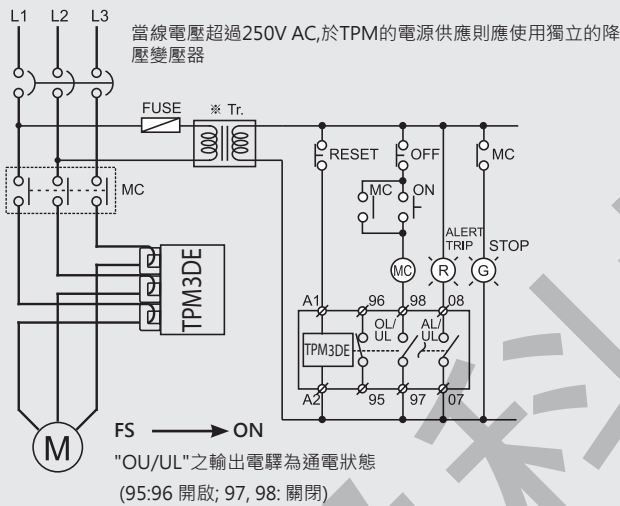 L1 L2 L3
當線電壓超過250V AC,於TPM的電源供應則應使用獨立的降
壓變壓器
FUSE
※ Tr.
RESET
OFF
MC
MC
MC
ON
ALERT
TRIP
STOP
MC
R
G
TPM3DE
A1
96
98
08
OL/
UL
AL/
UL
TPM3DE
A2
95
97
07
M
FS ON
"OU/UL"之輸出電驛為通電狀態
(95:96 開啟; 97, 98: 關閉)